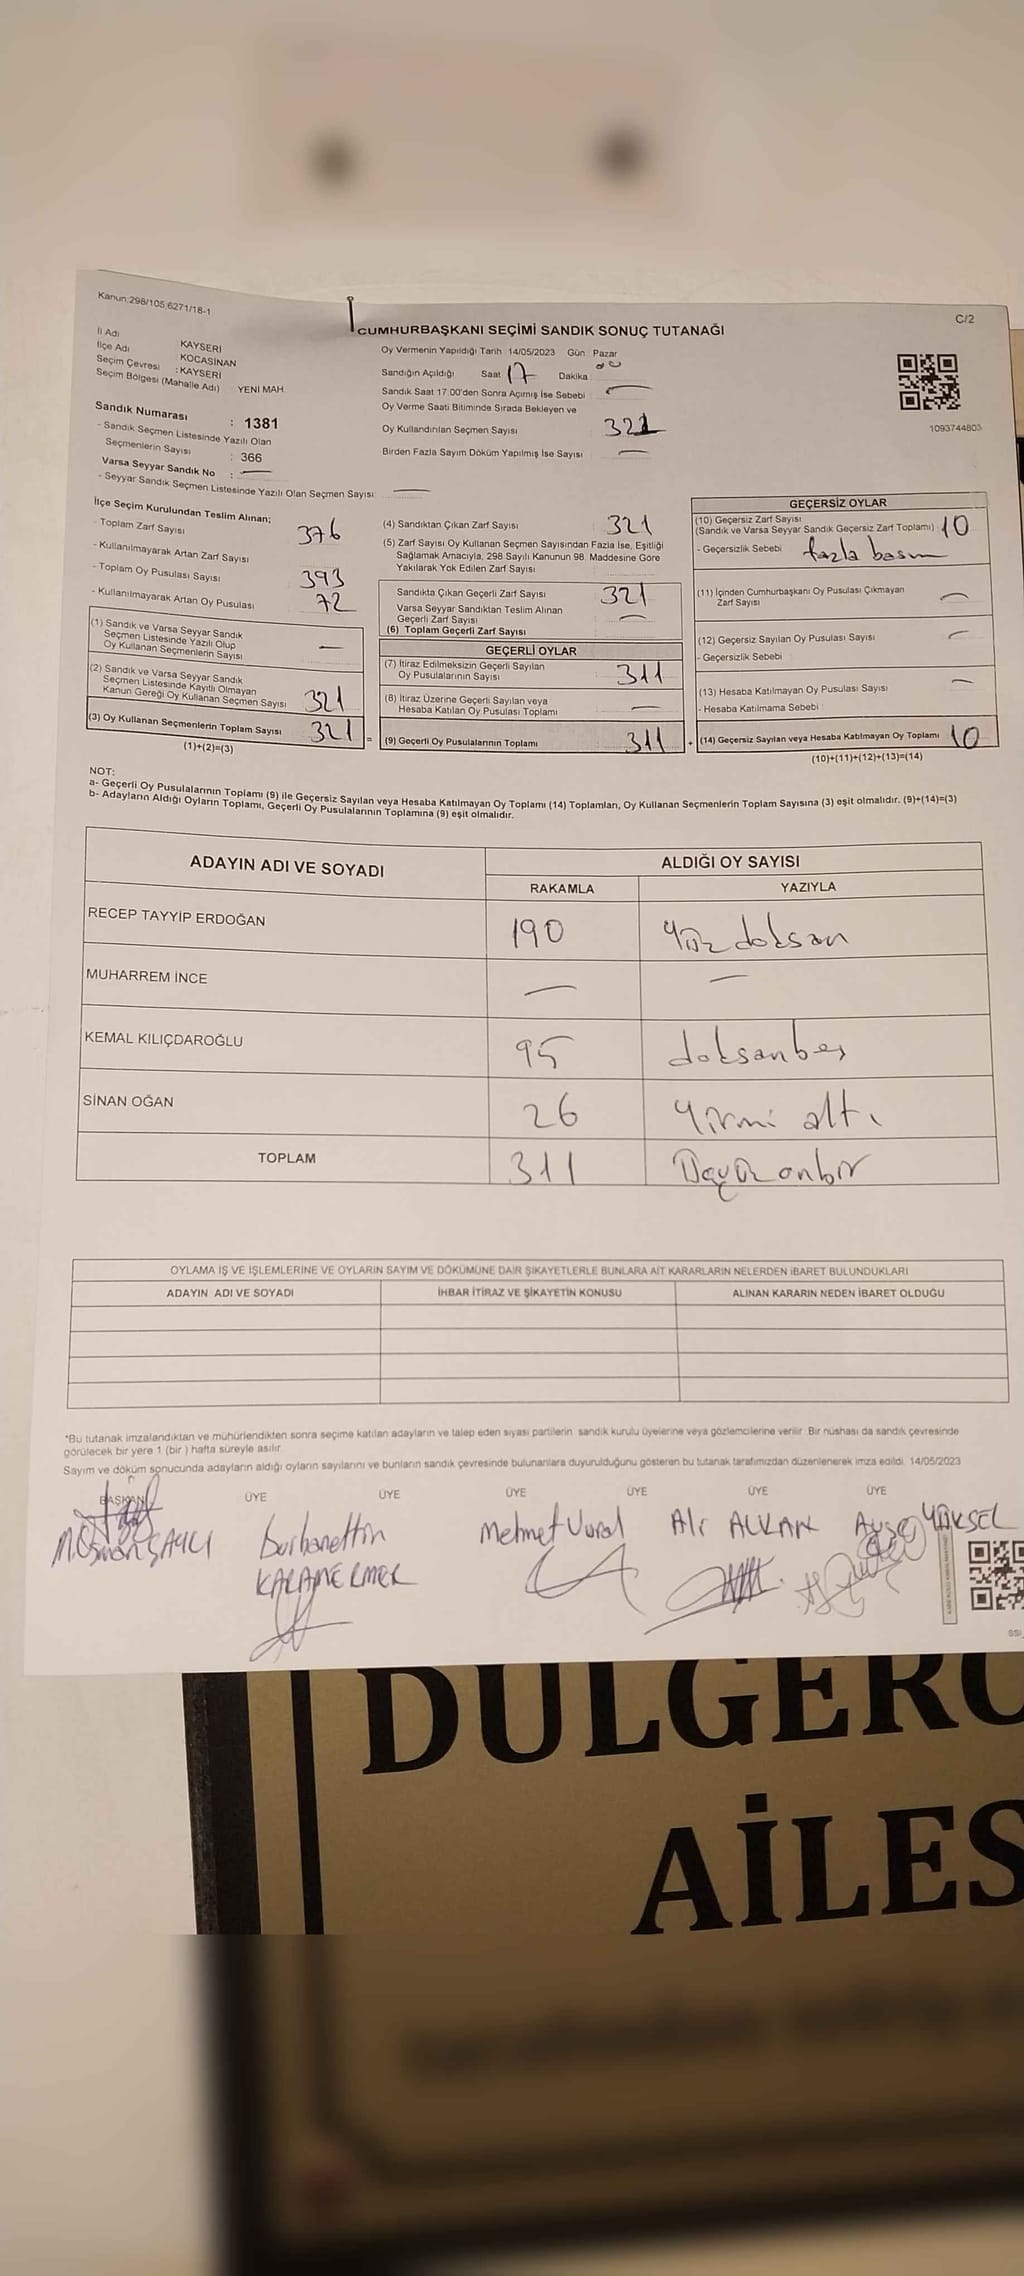 Kanun;298/105,6271/18-1
C/2
CUMHURBAŞKANI SEÇİMİ SANDIK SONUÇ TUTANAĞI
İl Adı : KAYSERİ
İlçe Adı : KOCASİNAN
Seçim Çevresi : KAYSERİ
Seçim Bölgesi (Mahalle Adı) : YENİ MAH.
Sandık Numarası : 1381
- Sandık Seçmen Listesinde Yazılı Olan
Seçmenlerin Sayısı : 366
Varsa Seyyar Sandık No : —
- Seyyar Sandık Seçmen Listesinde Yazılı Olan Seçmen Sayısı: —
Oy Vermenin Yapıldığı Tarih 14/05/2023 Gün Pazar
Sandığın Açıldığı Saat 17 Dakika 00
Sandık Saat 17:00'den Sonra Açılmış İse Sebebi —
Oy Verme Saati Bitiminde Sırada Bekleyen ve
Oy Kullandırılan Seçmen Sayısı 321
Birden Fazla Sayım Döküm Yapılmış İse Sayısı —
1093744803
İlçe Seçim Kurulundan Teslim Alınan;
- Toplam Zarf Sayısı 376
- Kullanılmayarak Artan Zarf Sayısı
- Toplam Oy Pusulası Sayısı 393
- Kullanılmayarak Artan Oy Pusulası 72
(1) Sandık ve Varsa Seyyar Sandık
Seçmen Listesinde Yazılı Olup
Oy Kullanan Seçmenlerin Sayısı —
(2) Sandık ve Varsa Seyyar Sandık
Seçmen Listesinde Kayıtlı Olmayan
Kanun Gereği Oy Kullanan Seçmen Sayısı 321
(3) Oy Kullanan Seçmenlerin Toplam Sayısı 321
(1)+(2)=(3)
=
(4) Sandıktan Çıkan Zarf Sayısı 321
(5) Zarf Sayısı Oy Kullanan Seçmen Sayısından Fazla İse, Eşitliği
Sağlamak Amacıyla, 298 Sayılı Kanunun 98. Maddesine Göre
Yakılarak Yok Edilen Zarf Sayısı
Sandıkta Çıkan Geçerli Zarf Sayısı 321
Varsa Seyyar Sandıktan Teslim Alınan
Geçerli Zarf Sayısı —
(6) Toplam Geçerli Zarf Sayısı
GEÇERLİ OYLAR
(7) İtiraz Edilmeksizin Geçerli Sayılan
Oy Pusulalarının Sayısı 311
(8) İtiraz Üzerine Geçerli Sayılan veya
Hesaba Katılan Oy Pusulası Toplamı —
(9) Geçerli Oy Pusulalarının Toplamı 311
+
GEÇERSİZ OYLAR
(10) Geçersiz Zarf Sayısı
(Sandık ve Varsa Seyyar Sandık Geçersiz Zarf Toplamı) 10
- Geçersizlik Sebebi fazla basım
(11) İçinden Cumhurbaşkanı Oy Pusulası Çıkmayan
Zarf Sayısı —
(12) Geçersiz Sayılan Oy Pusulası Sayısı —
- Geçersizlik Sebebi
(13) Hesaba Katılmayan Oy Pusulası Sayısı —
- Hesaba Katılmama Sebebi
(14) Geçersiz Sayılan veya Hesaba Katılmayan Oy Toplamı 10
(10)+(11)+(12)+(13)=(14)
NOT:
a- Geçerli Oy Pusulalarının Toplamı (9) ile Geçersiz Sayılan veya Hesaba Katılmayan Oy Toplamı (14) Toplamları, Oy Kullanan Seçmenlerin Toplam Sayısına (3) eşit olmalıdır. (9)+(14)=(3)
b- Adayların Aldığı Oyların Toplamı, Geçerli Oy Pusulalarının Toplamına (9) eşit olmalıdır.
ADAYIN ADI VE SOYADI ALDIĞI OY SAYISI
RAKAMLA YAZIYLA
RECEP TAYYİP ERDOĞAN 190 Yüz doksan
MUHARREM İNCE — —
KEMAL KILIÇDAROĞLU 95 doksanbeş
SİNAN OĞAN 26 Yirmi altı
TOPLAM 311 Üçyüz onbir
OYLAMA İŞ VE İŞLEMLERİNE VE OYLARIN SAYIM VE DÖKÜMÜNE DAİR ŞİKAYETLERLE BUNLARA AİT KARARLARIN NELERDEN İBARET BULUNDUKLARI
ADAYIN ADI VE SOYADI İHBAR İTİRAZ VE ŞİKAYETİN KONUSU ALINAN KARARIN NEDEN İBARET OLDUĞU
*Bu tutanak imzalandıktan ve mühürlendikten sonra seçime katılan adayların ve talep eden siyasi partilerin sandık kurulu üyelerine veya gözlemcilerine verilir. Bir nüshası da sandık çevresinde
görülecek bir yere 1 (bir ) hafta süreyle asılır.
Sayım ve döküm sonucunda adayların aldığı oyların sayılarını ve bunların sandık çevresinde bulunanlara duyurulduğunu gösteren bu tutanak tarafımızdan düzenlenerek imza edildi. 14/05/2023
BAŞKAN ÜYE ÜYE ÜYE ÜYE ÜYE ÜYE
M.Osman SAYLI Burhanettin Mehmet Vural Ali ALKAN Ayşe YÜKSEL
KARAMERMER
DULGERO
AİLES